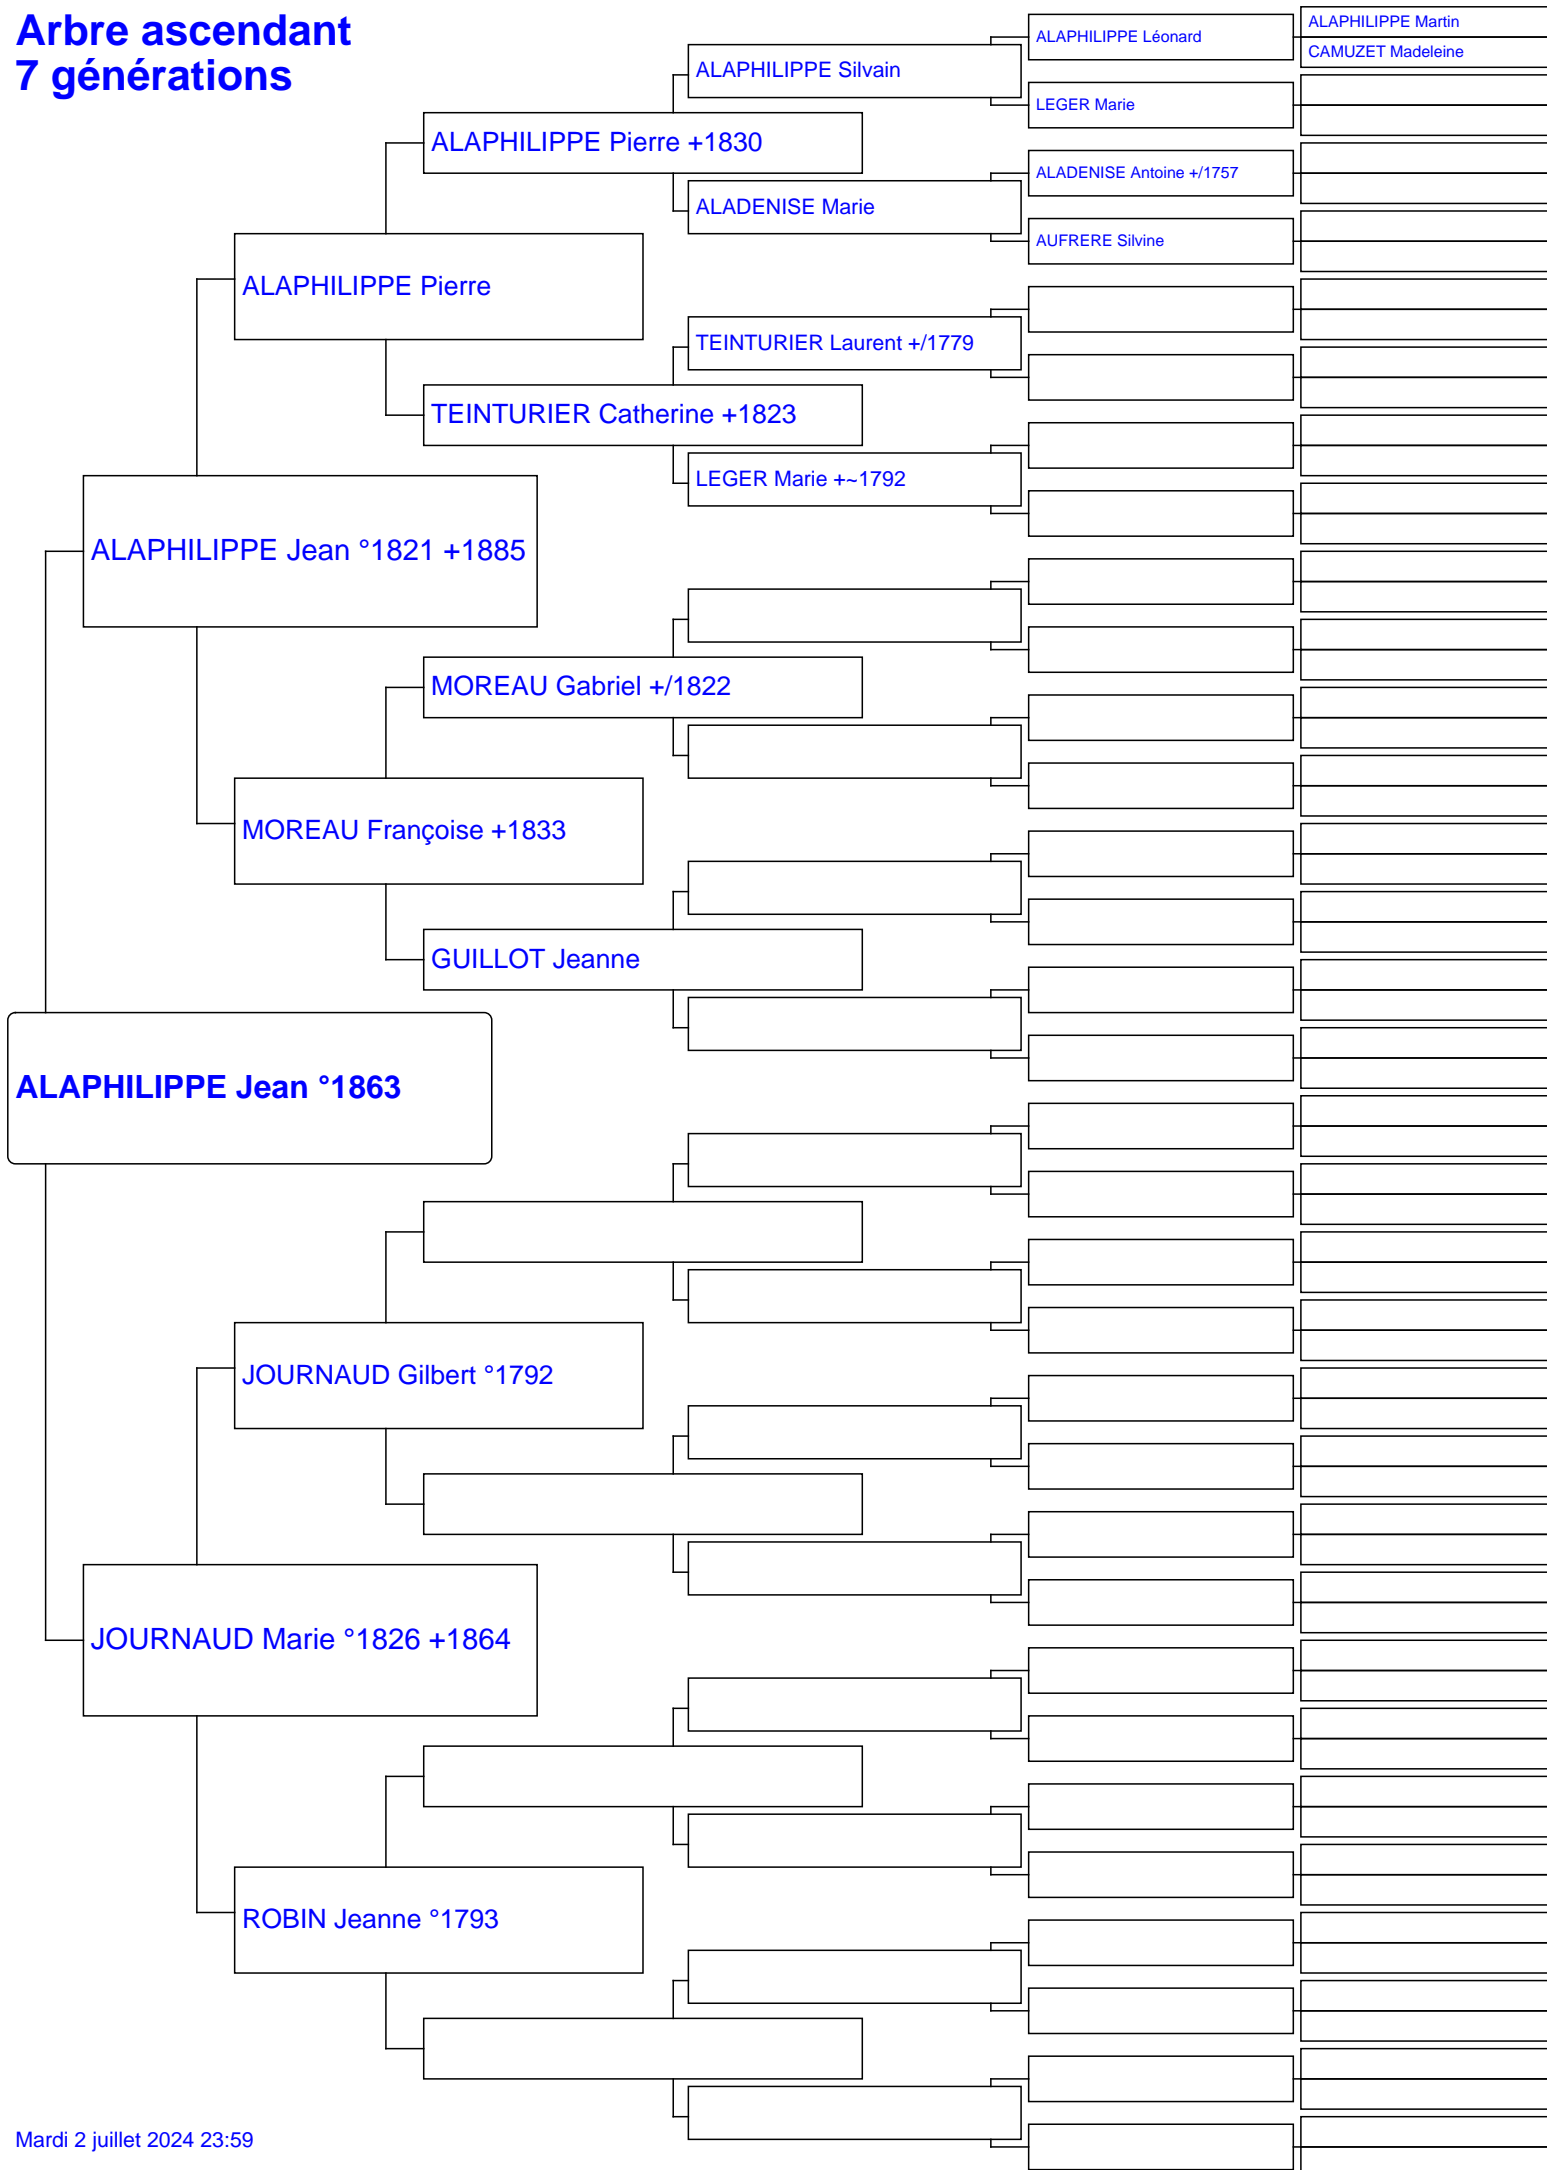 Arbre ascendant
7 générations
ALAPHILIPPE Martin
CAMUZET Madeleine
ALAPHILIPPE Léonard
LEGER Marie
ALAPHILIPPE Silvain
ALADENISE Antoine +/1757
AUFRERE Silvine
ALADENISE Marie
ALAPHILIPPE Pierre +1830
ALAPHILIPPE Pierre
TEINTURIER Laurent +/1779
TEINTURIER Catherine +1823
LEGER Marie +~1792
ALAPHILIPPE Jean °1821 +1885
MOREAU Gabriel +/1822
MOREAU Françoise +1833
GUILLOT Jeanne
ALAPHILIPPE Jean °1863
JOURNAUD Gilbert °1792
JOURNAUD Marie °1826 +1864
ROBIN Jeanne °1793
Mardi 2 juillet 2024 23:59